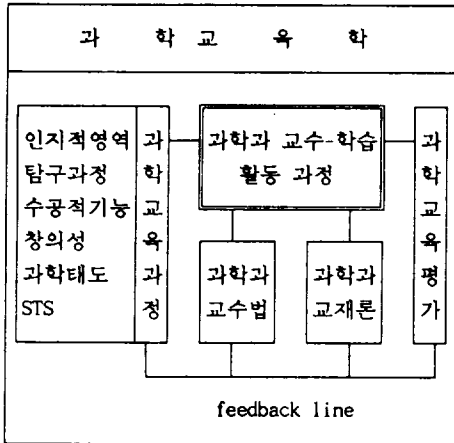 과 학 교 육 학
인지적영역
탐구과정
수공적기능
창의성
과학태도
STS
과
학
교
육
과
정
과학과 교수-학습
활동 과정
과학과
교수법
과학과
교재론
과
학
교
육
평
가
feedback line